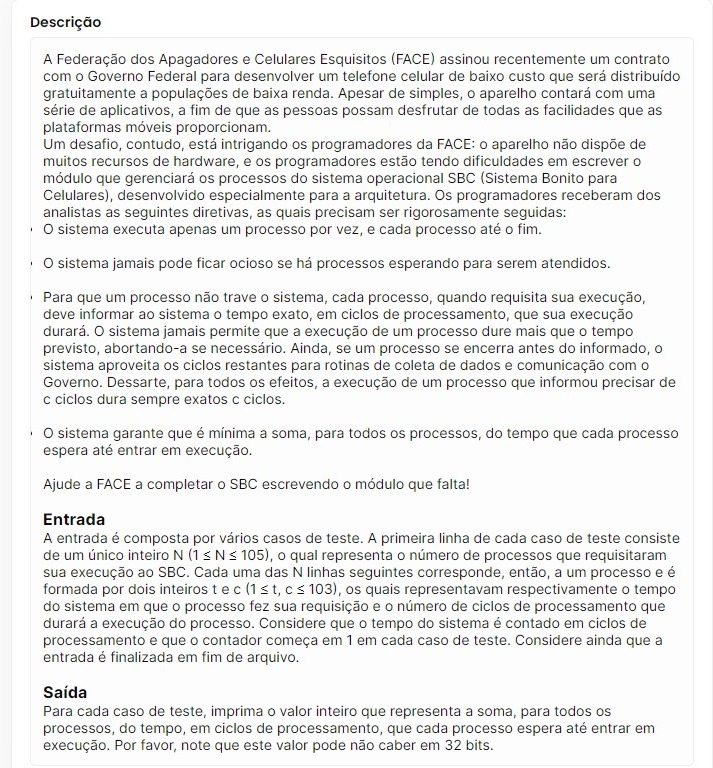 Descrição
A Federação dos Apagadores e Celulares Esquisitos (FACE) assinou recentemente um contrato
com o Governo Federal para desenvolver um telefone celular de baixo custo que será distribuído
gratuitamente a populações de baixa renda. Apesar de simples, o aparelho contará com uma
série de aplicativos, a fim de que as pessoas possam desfrutar de todas as facilidades que as
plataformas móveis proporcionam.
Um desafio, contudo, está intrigando os programadores da FACE: o aparelho não dispõe de
muitos recursos de hardware, e os programadores estão tendo dificuldades em escrever o
módulo que gerenciará os processos do sistema operacional SBC (Sistema Bonito para
Celulares), desenvolvido especialmente para a arquitetura. Os programadores receberam dos
analistas as seguintes diretivas, as quais precisam ser rigorosamente seguidas:
· O sistema executa apenas um processo por vez, e cada processo até o fim.
· O sistema jamais pode ficar ocioso se há processos esperando para serem atendidos.
· Para que um processo não trave o sistema, cada processo, quando requisita sua execução,
deve informar ao sistema o tempo exato, em ciclos de processamento, que sua execução
durará. O sistema jamais permite que a execução de um processo dure mais que o tempo
previsto, abortando-a se necessário. Ainda, se um processo se encerra antes do informado, o
sistema aproveita os ciclos restantes para rotinas de coleta de dados e comunicação com o
Governo. Dessarte, para todos os efeitos, a execução de um processo que informou precisar de
c ciclos dura sempre exatos c ciclos.
· O sistema garante que é mínima a soma, para todos os processos, do tempo que cada processo
espera até entrar em execução.
Ajude a FACE a completar o SBC escrevendo o módulo que falta!
Entrada
A entrada é composta por vários casos de teste. A primeira linha de cada caso de teste consiste
de um único inteiro N (1 ≤ N ≤ 105), o qual representa o número de processos que requisitaram
sua execução ao SBC. Cada uma das N linhas seguintes corresponde, então, a um processo e é
formada por dois inteiros t e c (1 ≤ t, c ≤ 103), os quais representavam respectivamente o tempo
do sistema em que o processo fez sua requisição e o número de ciclos de processamento que
durará a execução do processo. Considere que o tempo do sistema é contado em ciclos de
processamento e que o contador começa em 1 em cada caso de teste. Considere ainda que a
entrada é finalizada em fim de arquivo.
Saída
Para cada caso de teste, imprima o valor inteiro que representa a soma, para todos os
processos, do tempo, em ciclos de processamento, que cada processo espera até entrar em
execução. Por favor, note que este valor pode não caber em 32 bits.